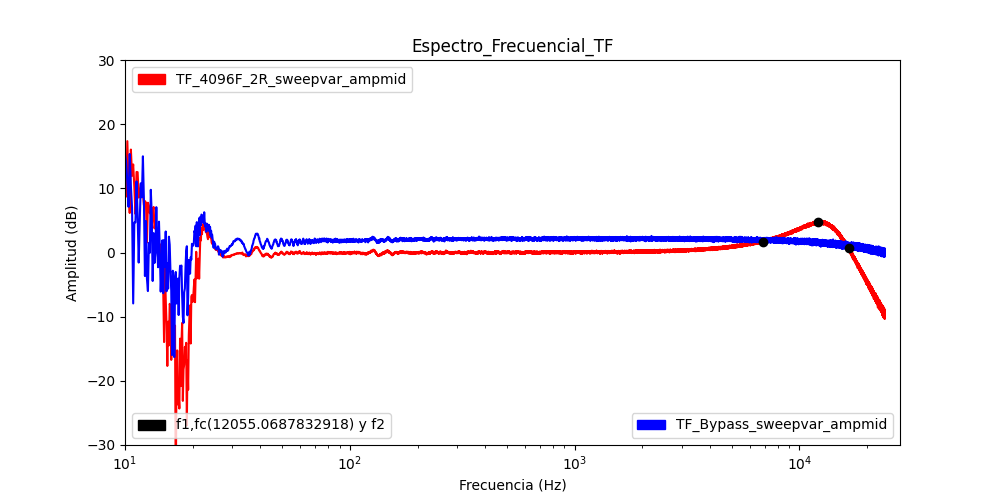 Espectro_Frecuencial_TF
TF_4096F_2R_sweepvar_ampmid
30
20
10
0
−10
−20
−30
Amplitud (dB)
f1,fc(12055.0687832918) y f2
TF_Bypass_sweepvar_ampmid
10^1
10^2
10^3
10^4
Frecuencia (Hz)